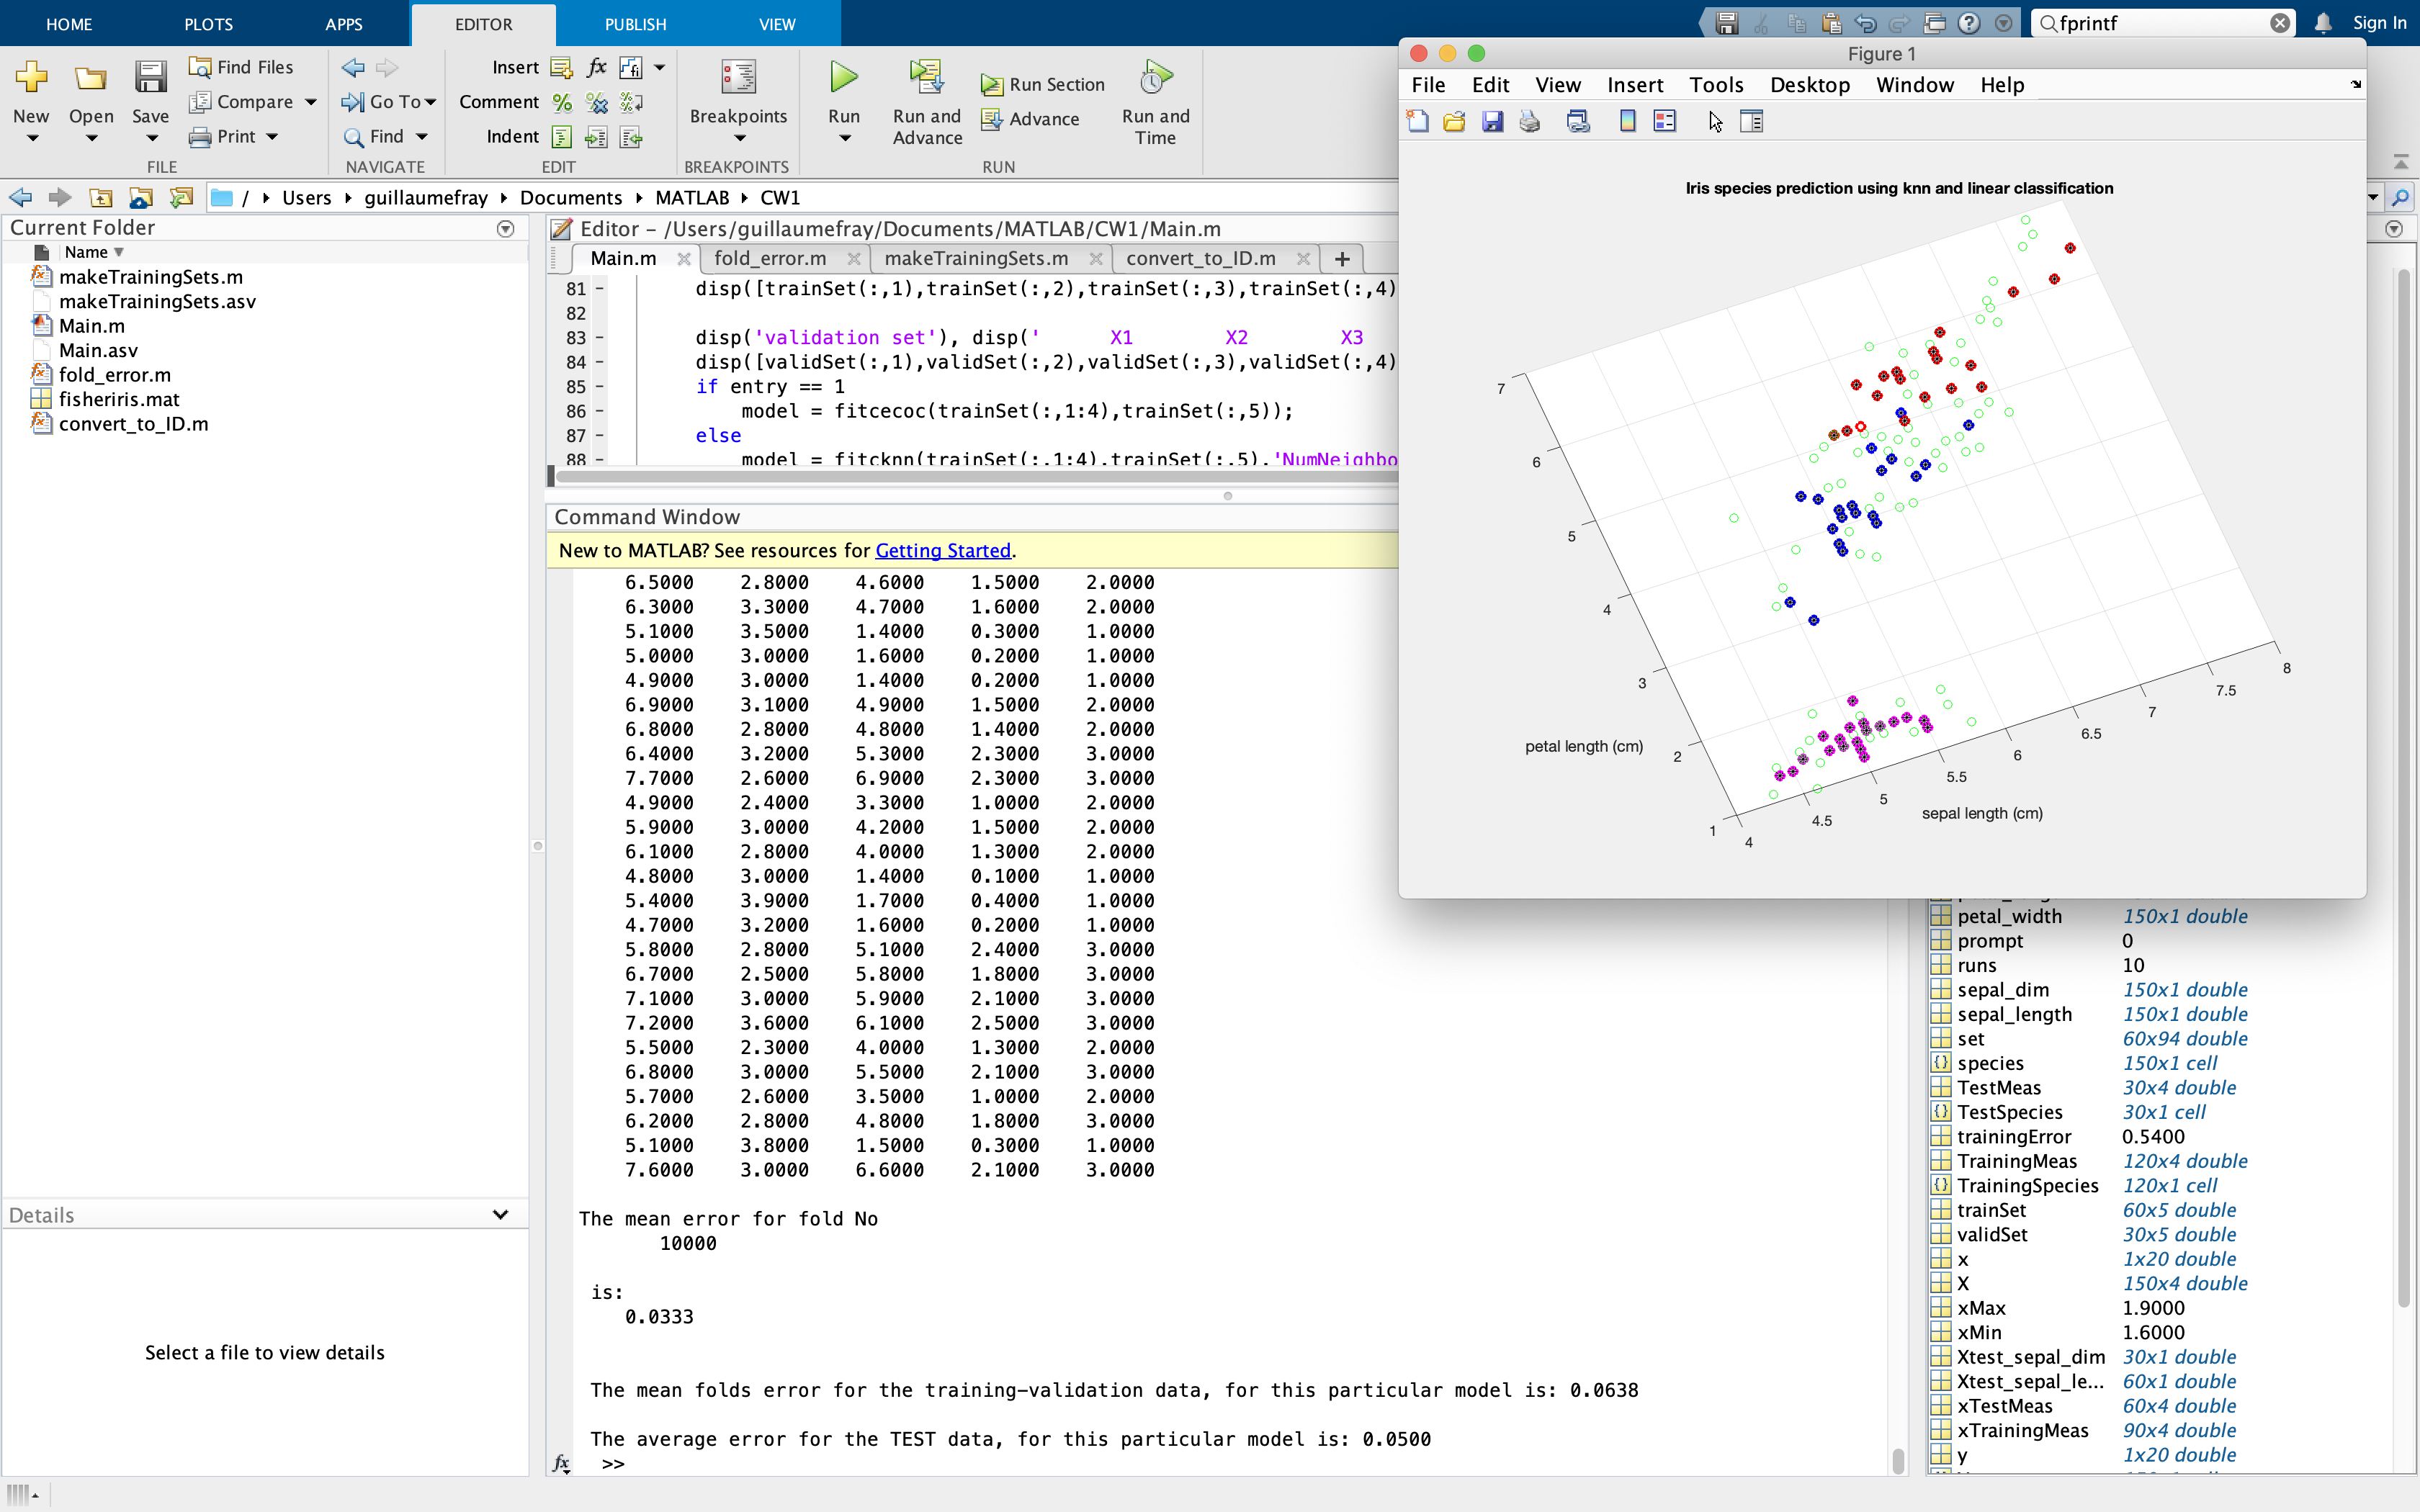 HOME PLOTS APPS EDITOR PUBLISH VIEW
fprintf Sign In
New Open Save Find Files Compare Print
FILE
Go To Find
NAVIGATE
Insert fx
Comment
Indent
EDIT
Breakpoints
BREAKPOINTS
Run Run and Advance Run Section Advance Run and Time
RUN
/ Users guillaumefray Documents MATLAB CW1
Current Folder
Name
makeTrainingSets.m
makeTrainingSets.asv
Main.m
Main.asv
fold_error.m
fisheriris.mat
convert_to_ID.m
Details
Select a file to view details
Editor – /Users/guillaumefray/Documents/MATLAB/CW1/Main.m
Main.m fold_error.m makeTrainingSets.m convert_to_ID.m +
81 – disp([trainSet(:,1),trainSet(:,2),trainSet(:,3),trainSet(:,4)
82
83 – disp('validation set'), disp(' X1 X2 X3
84 – disp([validSet(:,1),validSet(:,2),validSet(:,3),validSet(:,4)
85 – if entry == 1
86 – model = fitcecoc(trainSet(:,1:4),trainSet(:,5));
87 – else
88 – model = fitcknn(trainSet(:,1:4),trainSet(:,5),'NumNeighbo
Command Window
New to MATLAB? See resources for Getting Started.
6.5000 2.8000 4.6000 1.5000 2.0000
6.3000 3.3000 4.7000 1.6000 2.0000
5.1000 3.5000 1.4000 0.3000 1.0000
5.0000 3.0000 1.6000 0.2000 1.0000
4.9000 3.0000 1.4000 0.2000 1.0000
6.9000 3.1000 4.9000 1.5000 2.0000
6.8000 2.8000 4.8000 1.4000 2.0000
6.4000 3.2000 5.3000 2.3000 3.0000
7.7000 2.6000 6.9000 2.3000 3.0000
4.9000 2.4000 3.3000 1.0000 2.0000
5.9000 3.0000 4.2000 1.5000 2.0000
6.1000 2.8000 4.0000 1.3000 2.0000
4.8000 3.0000 1.4000 0.1000 1.0000
5.4000 3.9000 1.7000 0.4000 1.0000
4.7000 3.2000 1.6000 0.2000 1.0000
5.8000 2.8000 5.1000 2.4000 3.0000
6.7000 2.5000 5.8000 1.8000 3.0000
7.1000 3.0000 5.9000 2.1000 3.0000
7.2000 3.6000 6.1000 2.5000 3.0000
5.5000 2.3000 4.0000 1.3000 2.0000
6.8000 3.0000 5.5000 2.1000 3.0000
5.7000 2.6000 3.5000 1.0000 2.0000
6.2000 2.8000 4.8000 1.8000 3.0000
5.1000 3.8000 1.5000 0.3000 1.0000
7.6000 3.0000 6.6000 2.1000 3.0000
The mean error for fold No
10000
is:
0.0333
The mean folds error for the training-validation data, for this particular model is: 0.0638
The average error for the TEST data, for this particular model is: 0.0500
fx >>
Figure 1
File Edit View Insert Tools Desktop Window Help
Iris species prediction using knn and linear classification
7
6
5
4
3
2
1
petal length (cm)
4
4.5
5
5.5
6
6.5
7
7.5
8
sepal length (cm)
petal_width 150x1 double
prompt 0
runs 10
sepal_dim 150x1 double
sepal_length 150x1 double
set 60x94 double
species 150x1 cell
TestMeas 30x4 double
TestSpecies 30x1 cell
trainingError 0.5400
TrainingMeas 120x4 double
TrainingSpecies 120x1 cell
trainSet 60x5 double
validSet 30x5 double
x 1x20 double
X 150x4 double
xMax 1.9000
xMin 1.6000
Xtest_sepal_dim 30x1 double
Xtest_sepal_le... 60x1 double
xTestMeas 60x4 double
xTrainingMeas 90x4 double
y 1x20 double